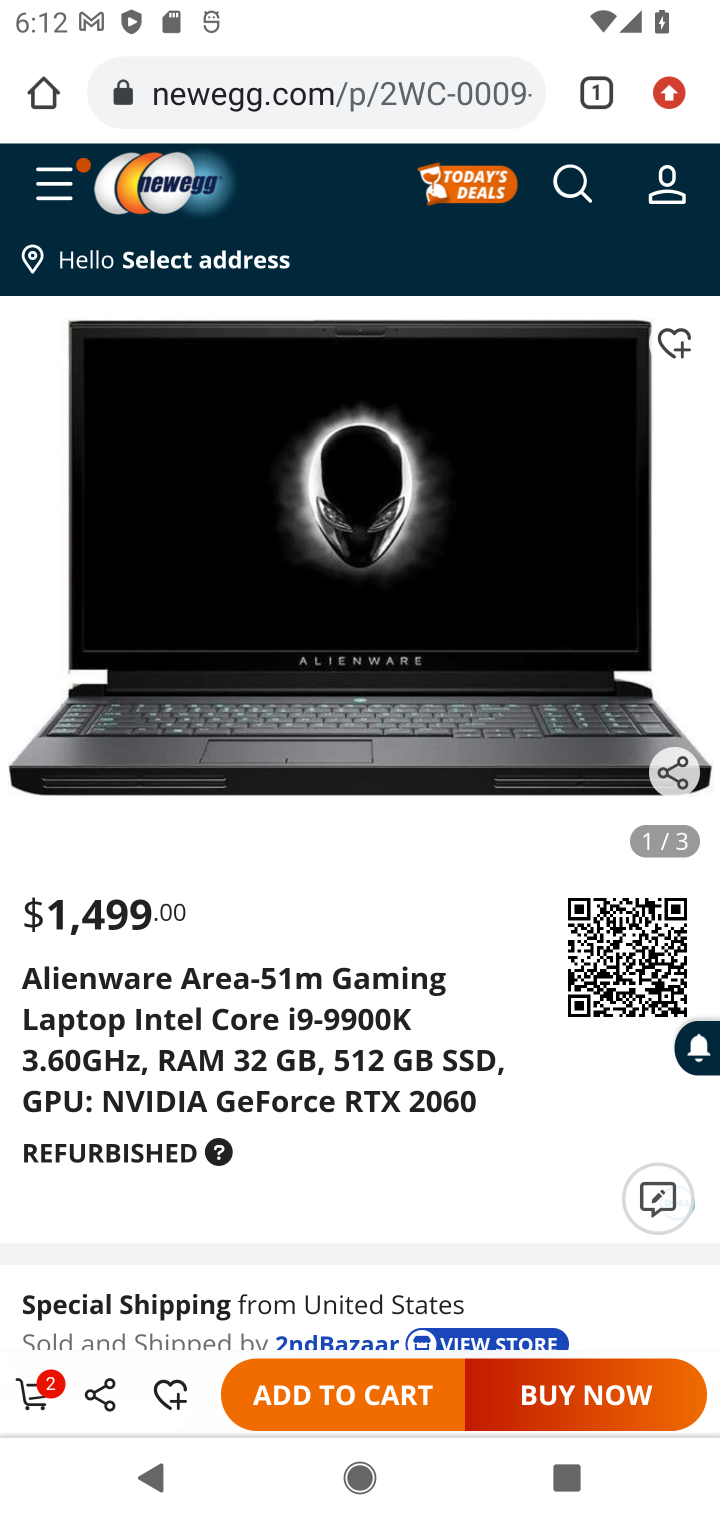 6:12
newegg.com/p/2WC-0009-
1
newegg
TODAY'S
DEALS
Hello Select address
ALIENWARE
1 / 3
$1,499.00
Alienware Area-51m Gaming
Laptop Intel Core i9-9900K
3.60GHz, RAM 32 GB, 512 GB SSD,
GPU: NVIDIA GeForce RTX 2060
REFURBISHED ?
Special Shipping from United States
Sold and Shipped by 2ndBazaar VIEW STORE
2
ADD TO CART
BUY NOW